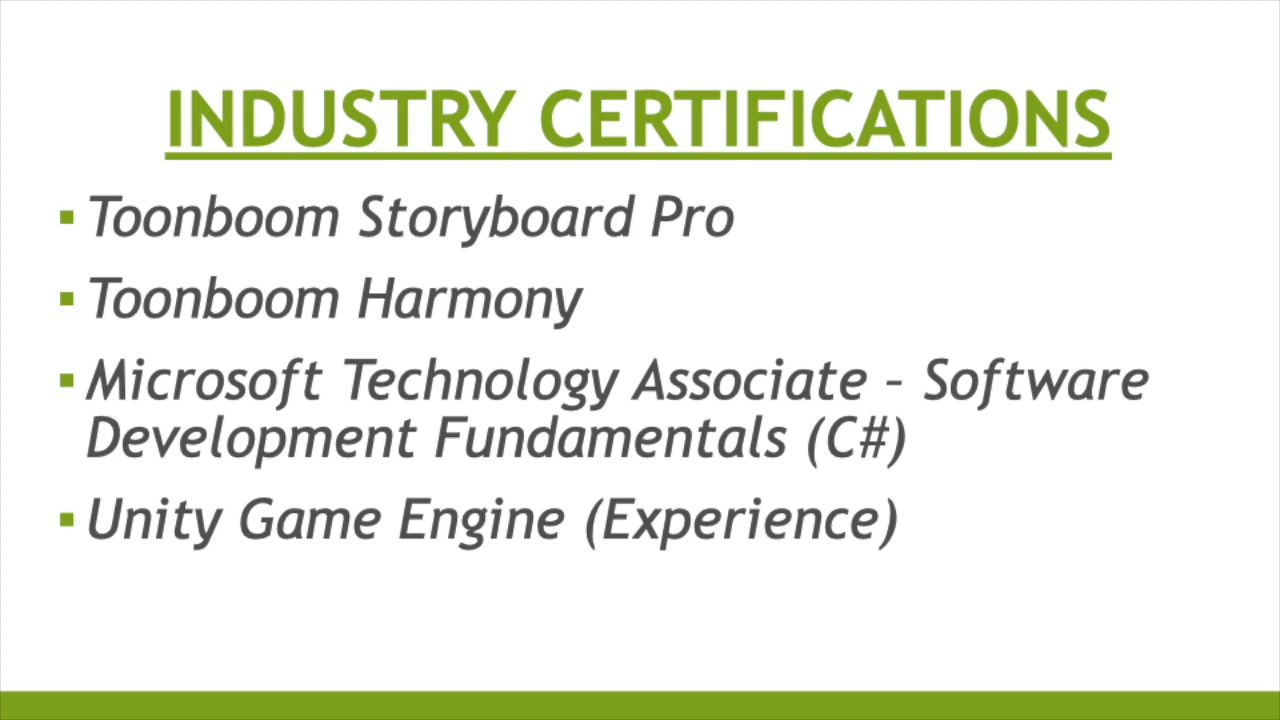 INDUSTRY CERTIFICATIONS
▪ Toonboom Storyboard Pro
▪ Toonboom Harmony
▪ Microsoft Technology Associate – Software
Development Fundamentals (C#)
▪ Unity Game Engine (Experience)